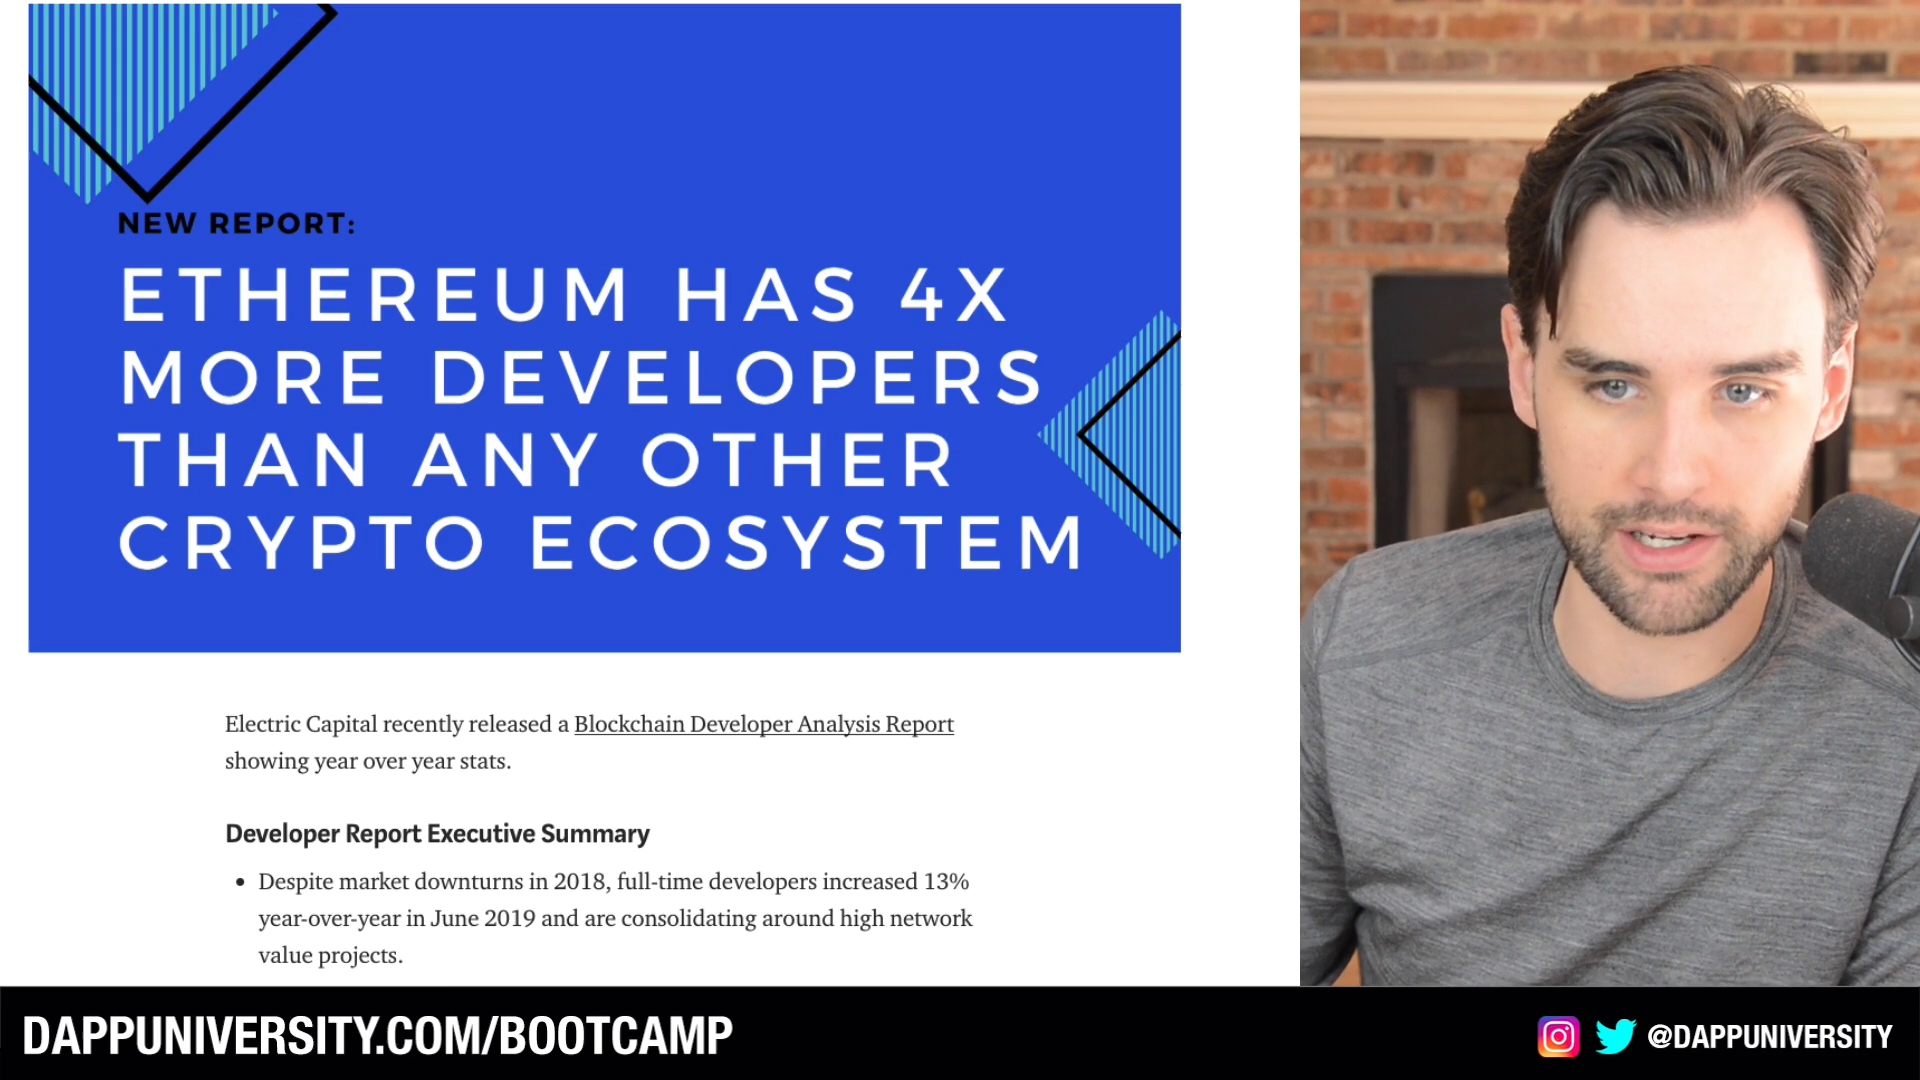 NEW REPORT:
ETHEREUM HAS 4X
MORE DEVELOPERS
THAN ANY OTHER
CRYPTO ECOSYSTEM
Electric Capital recently released a Blockchain Developer Analysis Report
showing year over year stats.
Developer Report Executive Summary
• Despite market downturns in 2018, full-time developers increased 13%
year-over-year in June 2019 and are consolidating around high network
value projects.
DAPPUNIVERSITY.COM/BOOTCAMP
@DAPPUNIVERSITY